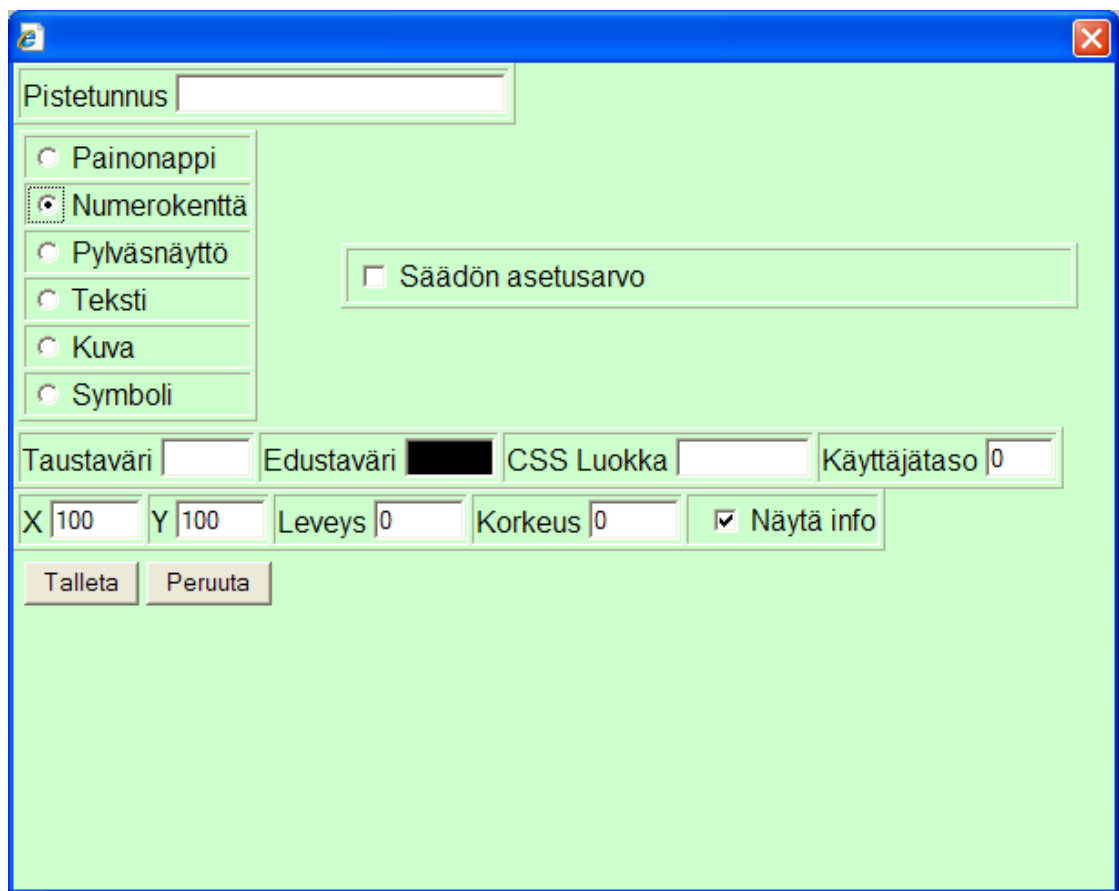 Pistetunnus
Painonappi
Numerokenttä
Pylväsnäyttö
Säädön asetusarvo
Teksti
Kuva
Symboli
Taustaväri Edustaväri CSS Luokka Käyttäjätaso 0
X 100 Y 100 Leveys 0 Korkeus 0 Näytä info
Talleta Peruuta